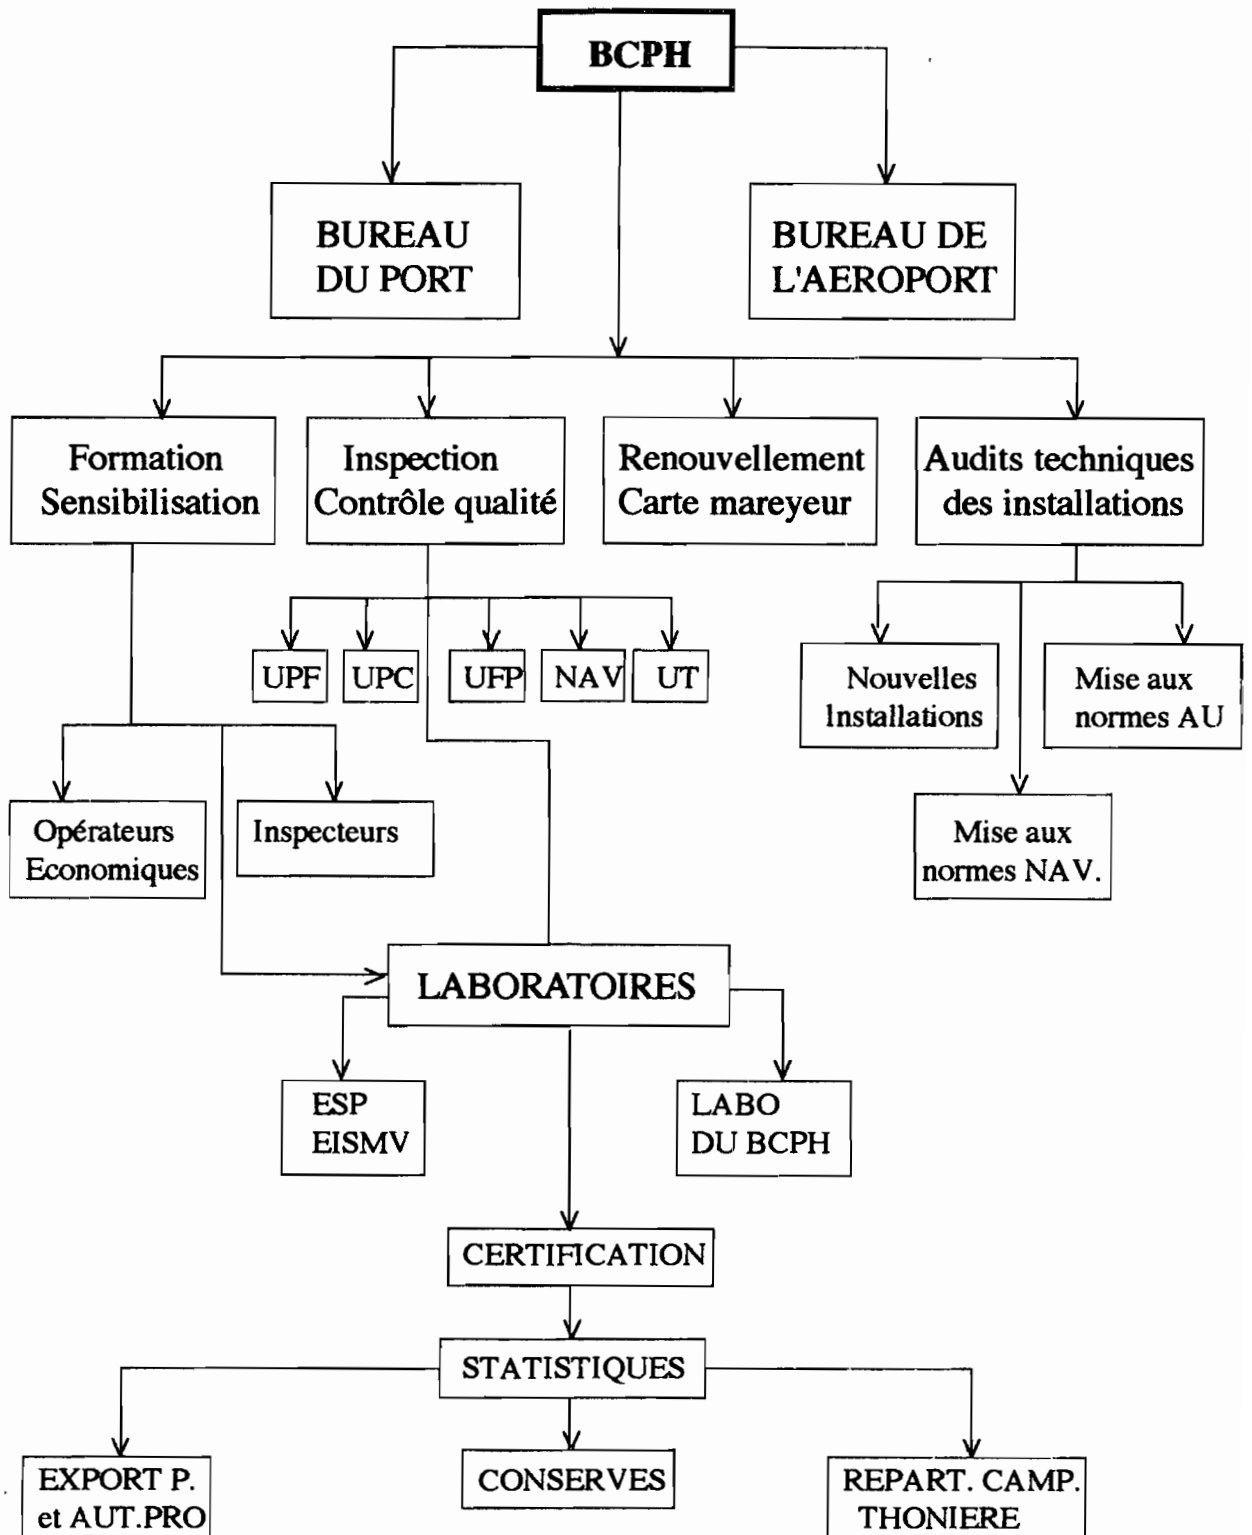 BCPH
BUREAU
DU PORT
BUREAU DE
L'AEROPORT
Formation
Sensibilisation
Inspection
Contrôle qualité
Renouvellement
Carte mareyeur
Audits techniques
des installations
UPF
UPC
UFP
NAV
UT
Nouvelles
Installations
Mise aux
normes AU
Opérateurs
Economiques
Inspecteurs
Mise aux
normes NAV.
LABORATOIRES
ESP
EISMV
LABO
DU BCPH
CERTIFICATION
STATISTIQUES
EXPORT P.
et AUT.PRO
CONSERVES
REPART. CAMP.
THONIERE